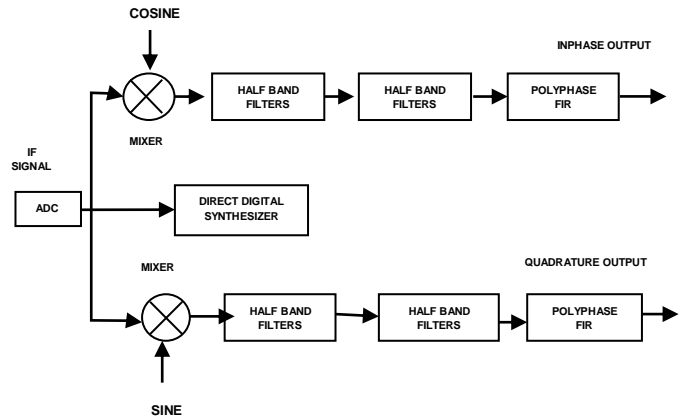 COSINE
INPHASE OUTPUT
HALF BAND
FILTERS
HALF BAND
FILTERS
POLYPHASE
FIR
MIXER
IF
SIGNAL
ADC
DIRECT DIGITAL
SYNTHESIZER
MIXER
QUADRATURE OUTPUT
HALF BAND
FILTERS
HALF BAND
FILTERS
POLYPHASE
FIR
SINE